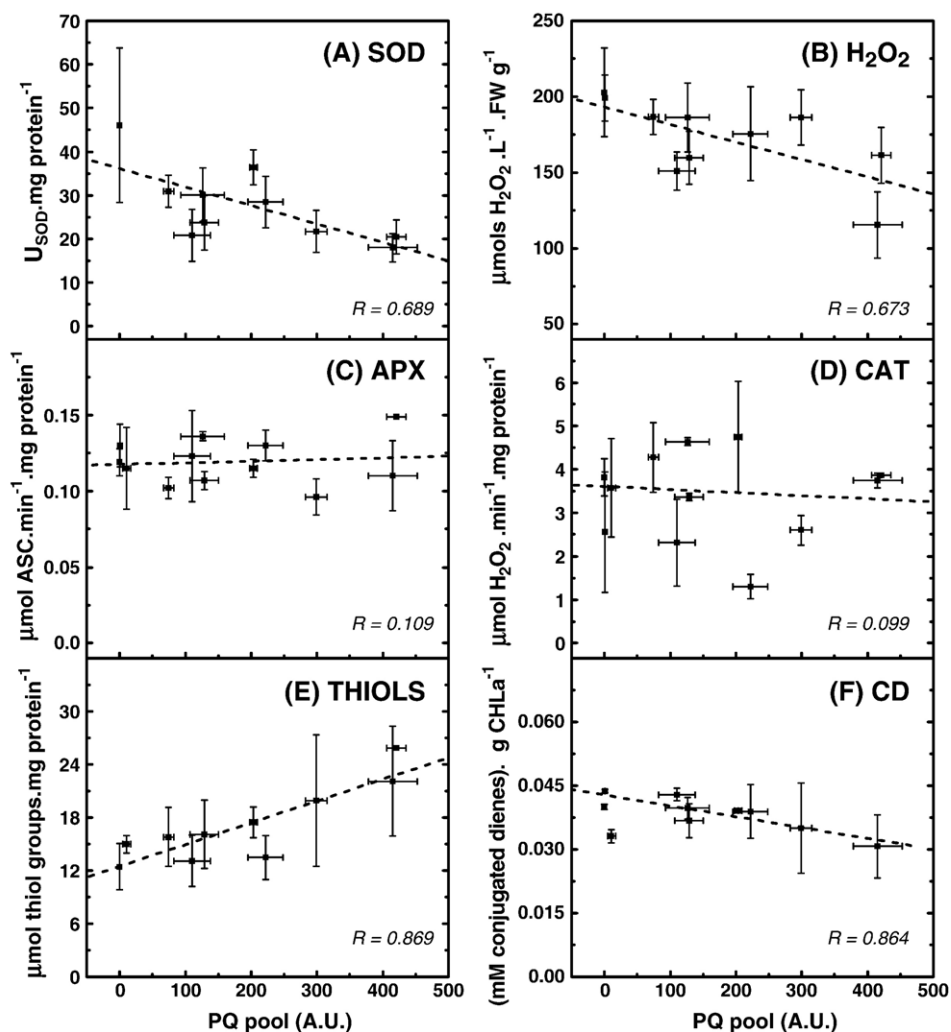 (A) SOD
U_SOD.mg protein⁻¹
70
60
50
40
30
20
10
0
R = 0.689
(B) H₂O₂
μmols H₂O₂ .L⁻¹ .FW g⁻¹
250
200
150
100
50
R = 0.673
(C) APX
μmol ASC.min⁻¹.mg protein⁻¹
0.15
0.10
0.05
0.0
R = 0.109
(D) CAT
μmol H₂O₂ .min⁻¹.mg protein⁻¹
6
5
4
3
2
1
0
R = 0.099
(E) THIOLS
μmol thiol groups.mg protein⁻¹
30
24
18
12
6
0
R = 0.869
0 100 200 300 400 500
PQ pool (A.U.)
(F) CD
(mM conjugated dienes). g CHLa⁻¹
0.060
0.045
0.030
0.015
0.00
R = 0.864
0 100 200 300 400 500
PQ pool (A.U.)